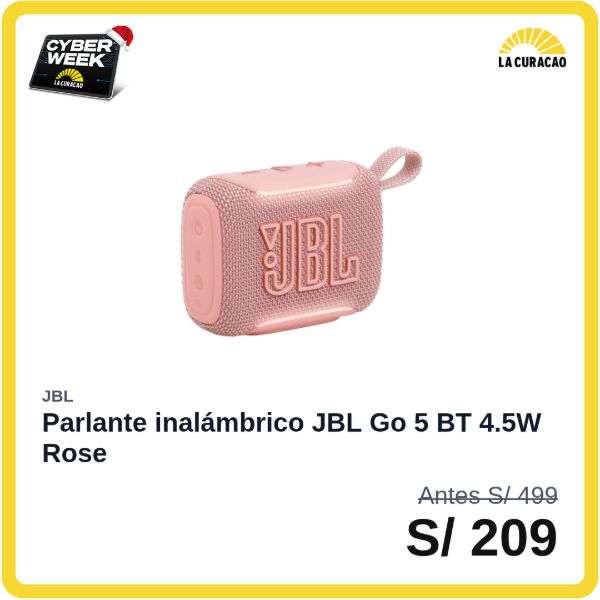 CYBER
WEEK
LA CURACAO
LA CURACAO
JBL
JBL
Parlante inalámbrico JBL Go 5 BT 4.5W
Rose
Antes S/ 499
S/ 209